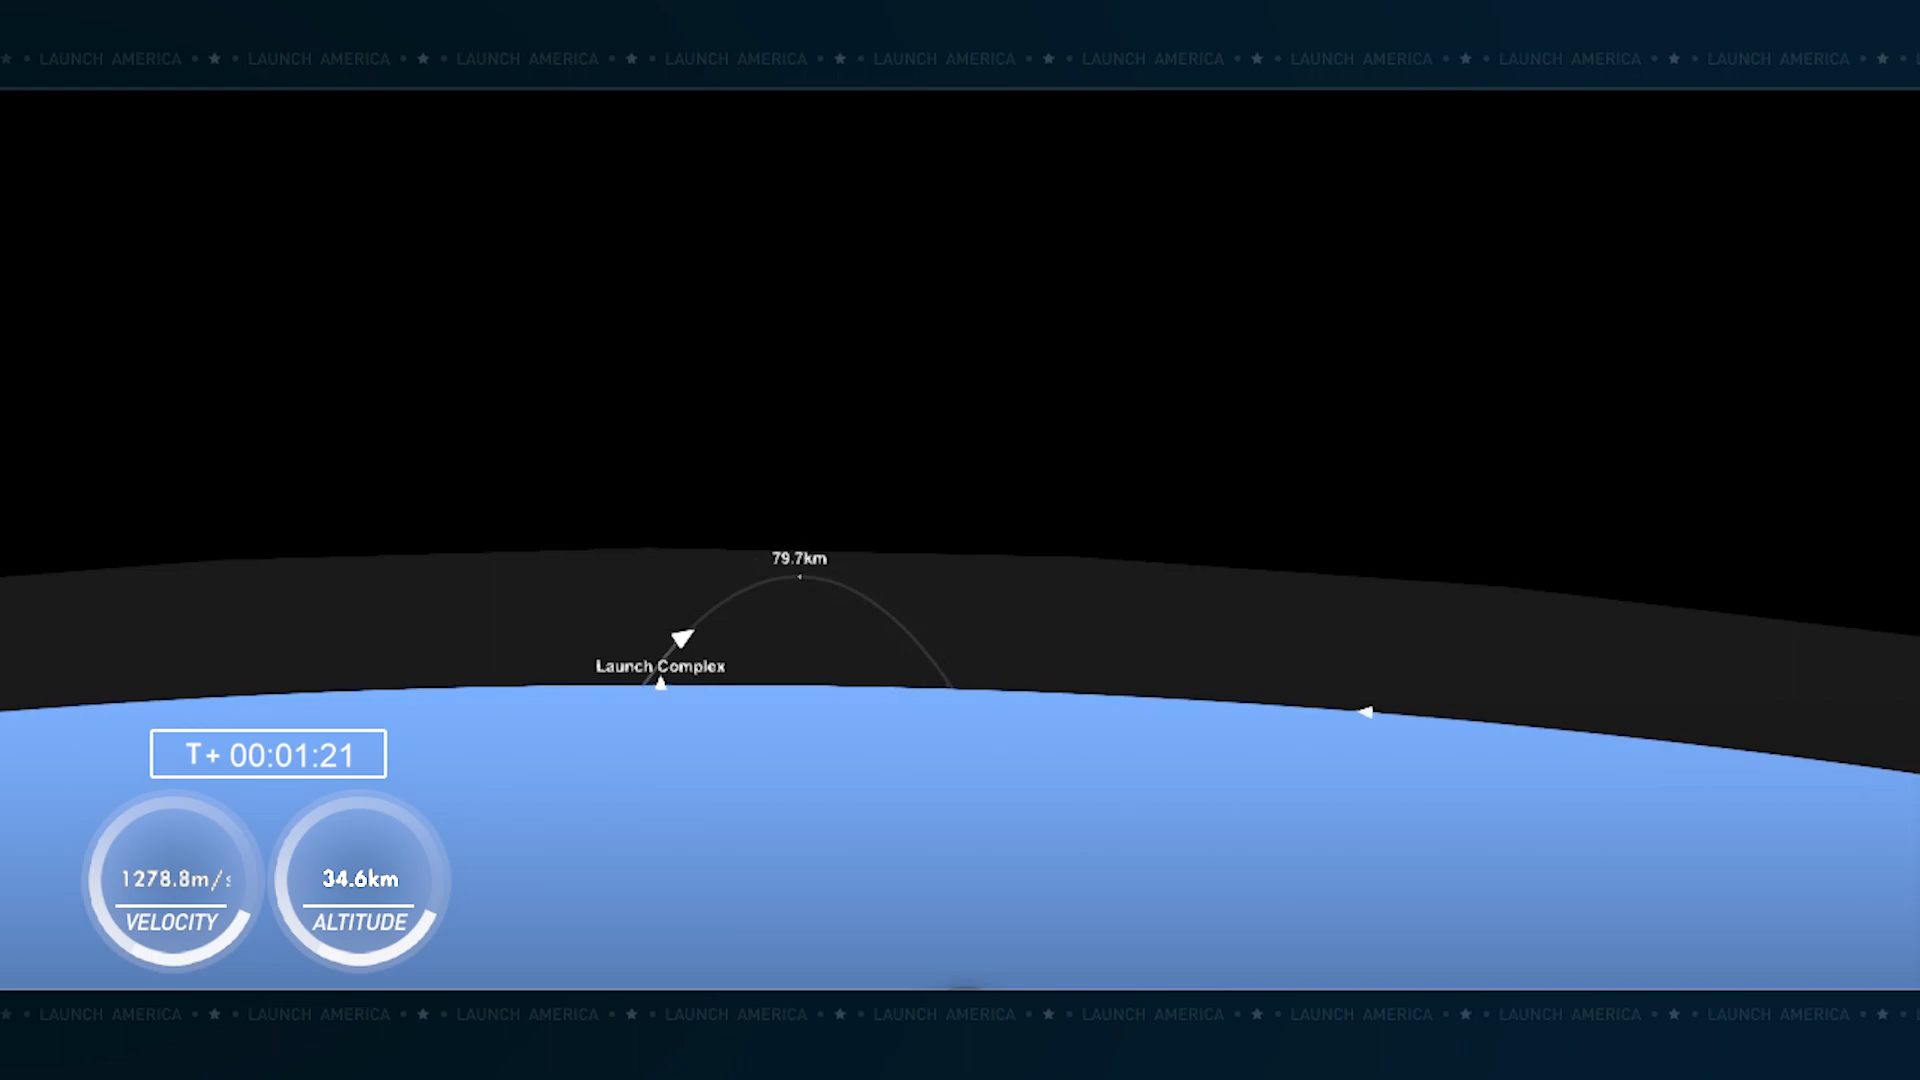 ★ • LAUNCH AMERICA • ★ • LAUNCH AMERICA • ★ • LAUNCH AMERICA • ★ • LAUNCH AMERICA • ★ • LAUNCH AMERICA • ★ • LAUNCH AMERICA • ★ • LAUNCH AMERICA • ★ • LAUNCH AMERICA • ★ • LAUNCH AMERICA • ★ •
79.7km
Launch Complex
T+ 00:01:21
1278.8m/s
VELOCITY
34.6km
ALTITUDE
★ • LAUNCH AMERICA • ★ • LAUNCH AMERICA • ★ • LAUNCH AMERICA • ★ • LAUNCH AMERICA • ★ • LAUNCH AMERICA • ★ • LAUNCH AMERICA • ★ • LAUNCH AMERICA • ★ • LAUNCH AMERICA • ★ • LAUNCH AMERICA • ★ •